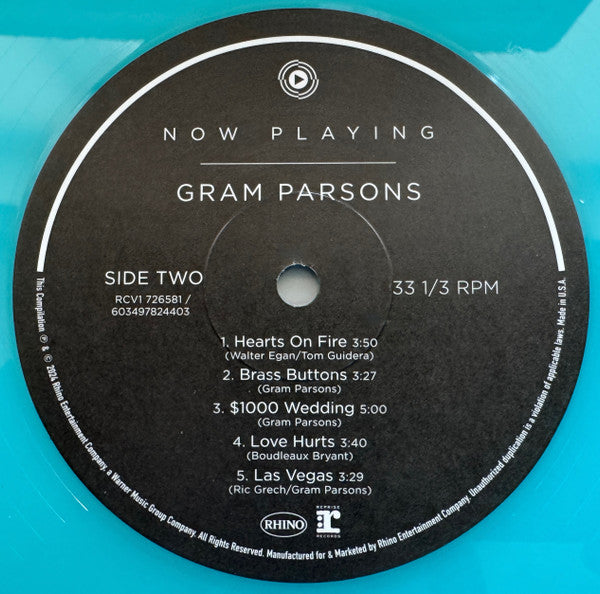 NOW PLAYING
GRAM PARSONS
SIDE TWO
RCV1 726581 /
603497824403
33 1/3 RPM
1. Hearts On Fire 3:50
(Walter Egan/Tom Guidera)
2. Brass Buttons 3:27
(Gram Parsons)
3. $1000 Wedding 5:00
(Gram Parsons)
4. Love Hurts 3:40
(Boudleaux Bryant)
5. Las Vegas 3:29
(Ric Grech/Gram Parsons)
RHINO
REPRISE
r
RECORDS
This Compilation ℗ & © 2024 Rhino Entertainment Company, a Warner Music Group Company. All Rights Reserved. Manufactured for & Marketed by Rhino Entertainment Company. Unauthorized duplication is a violation of applicable laws. Made in U.S.A.